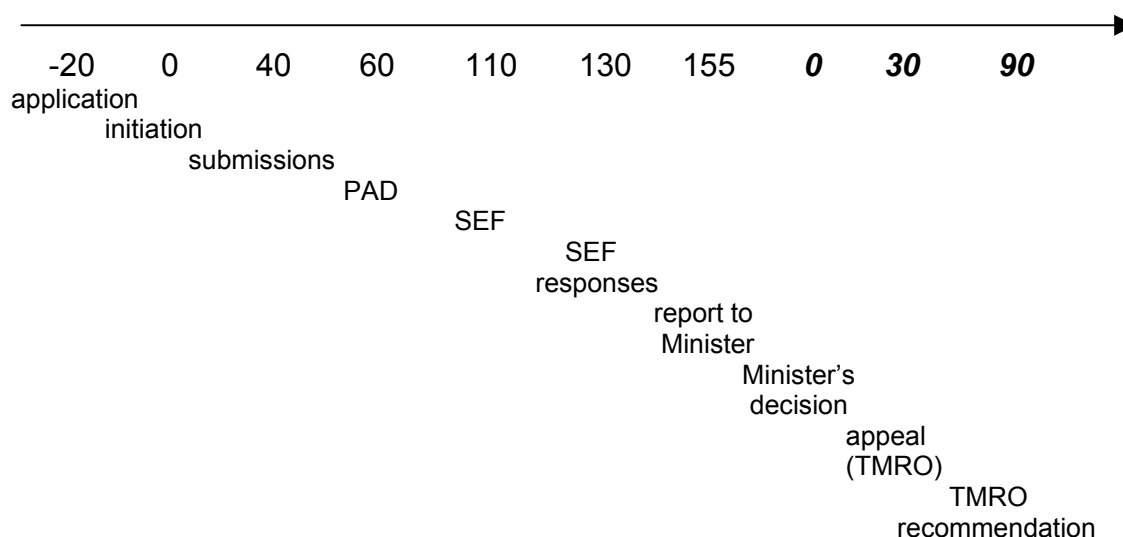 -20 0 40 60 110 130 155 0 30 90
application
initiation
submissions
PAD
SEF
SEF
responses
report to
Minister
Minister’s
decision
appeal
(TMRO)
TMRO
recommendation